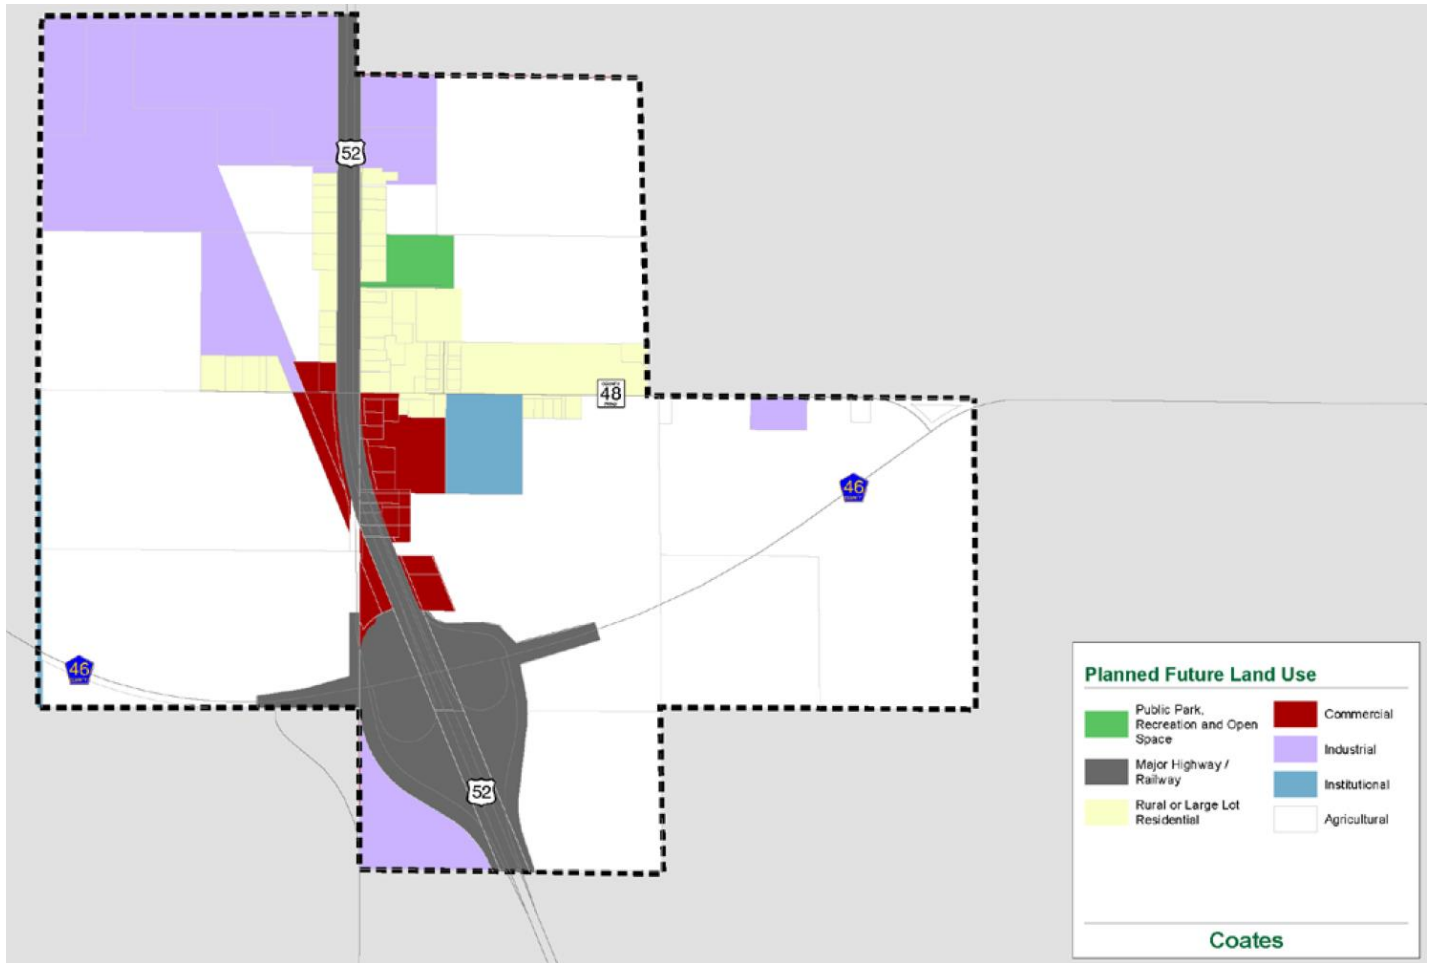 52
48
46
46
52
Planned Future Land Use
Public Park,
Recreation and Open
Space
Major Highway /
Railway
Rural or Large Lot
Residential
Commercial
Industrial
Institutional
Agricultural
Coates